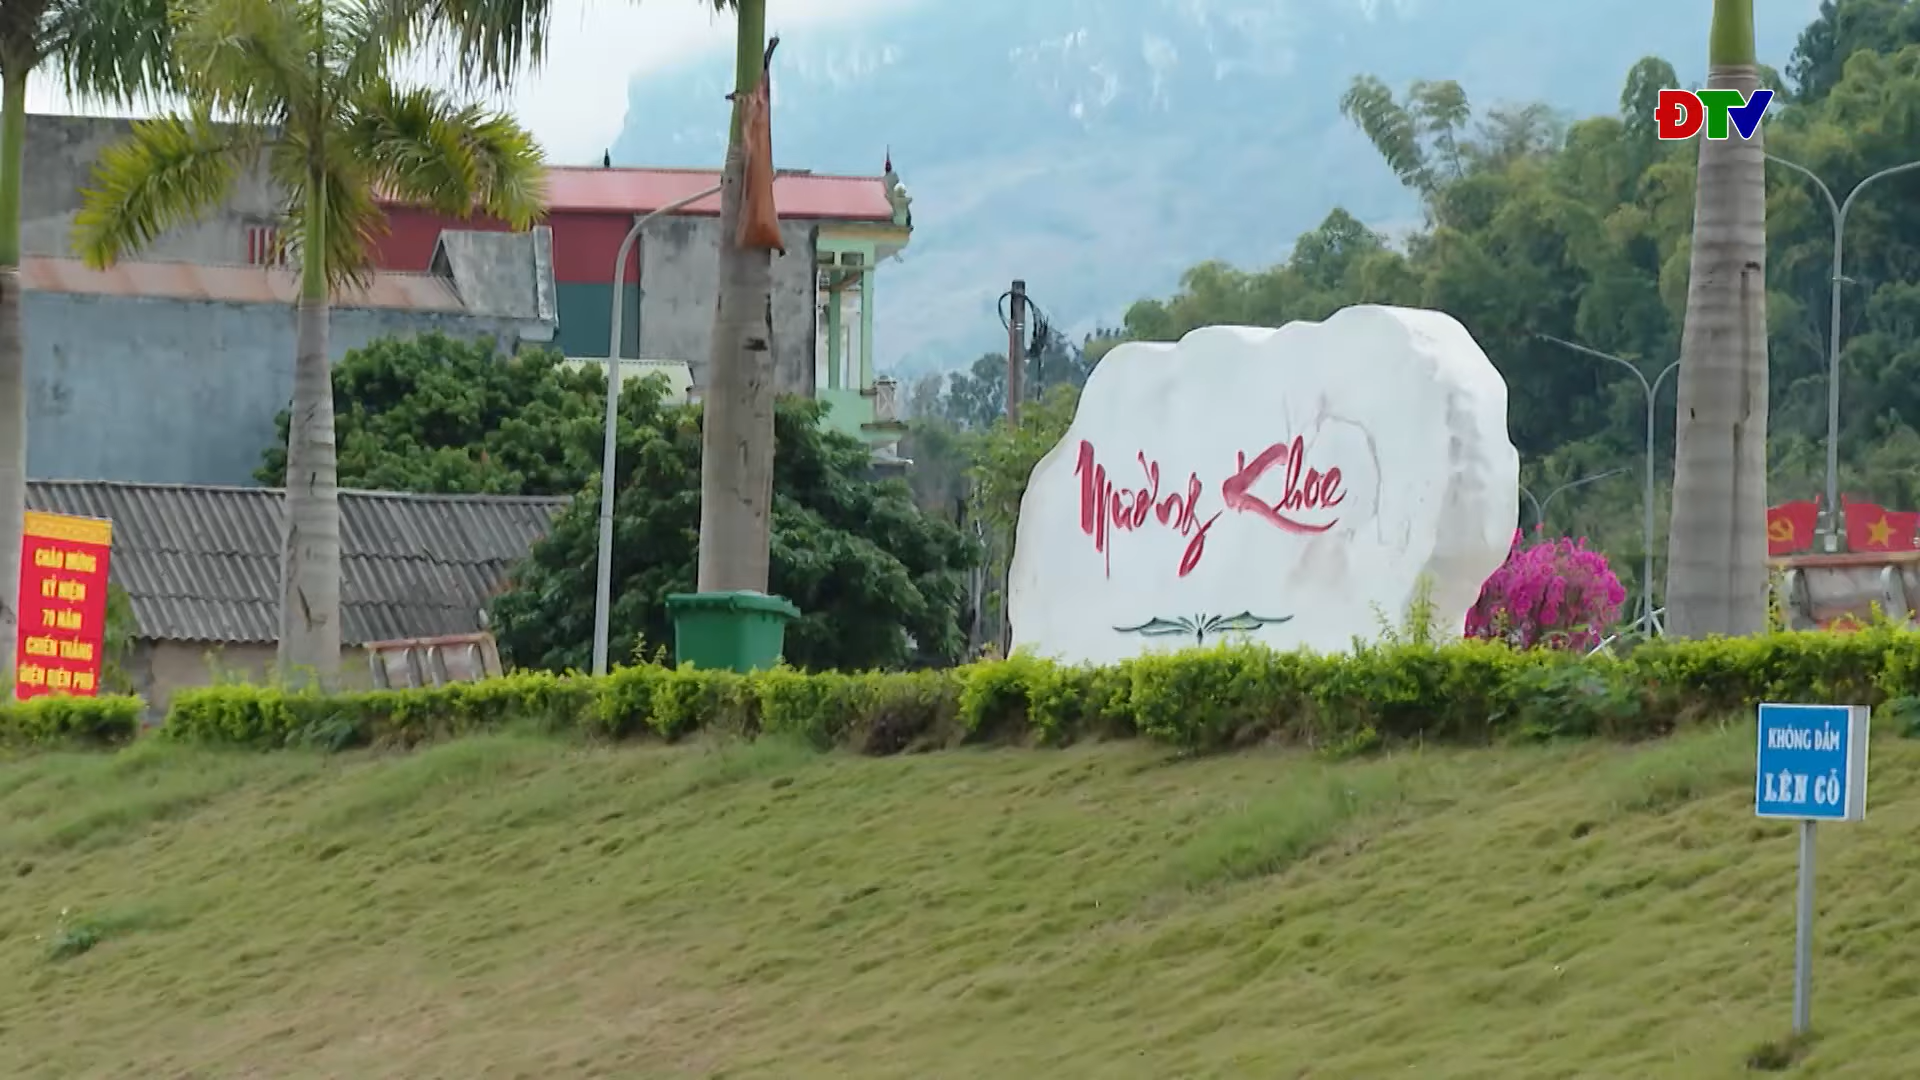 ĐTV
Mường Khoe
CHÀO MỪNG
KỶ NIỆM
70 NĂM
CHIẾN THẮNG
ĐIỆN BIÊN PHỦ
KHÔNG DẪM
LÊN CỎ